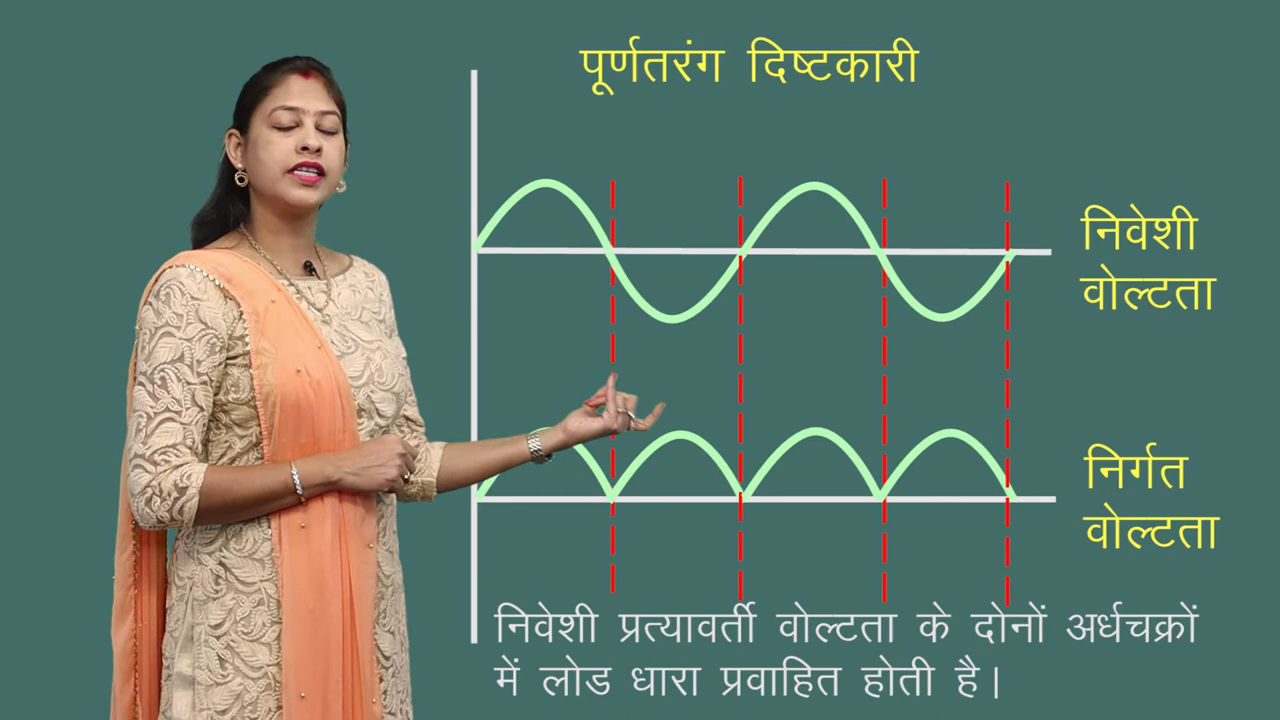 पूर्णतरंग दिष्टकारी
निवेशी
वोल्टता
निर्गत
वोल्टता
निवेशी प्रत्यावर्ती वोल्टता के दोनों अर्धचक्रों
में लोड धारा प्रवाहित होती है।